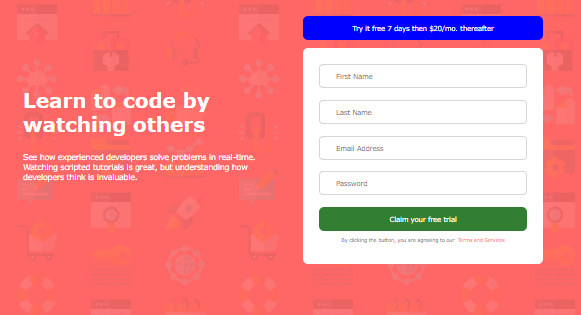 Learn to code by
watching others
See how experienced developers solve problems in real-time.
Watching scripted tutorials is great, but understanding how
developers think is invaluable.
Try it free 7 days then $20/mo. thereafter
First Name
Last Name
Email Address
Password
Claim your free trial
By clicking the button, you are agreeing to our Terms and Services